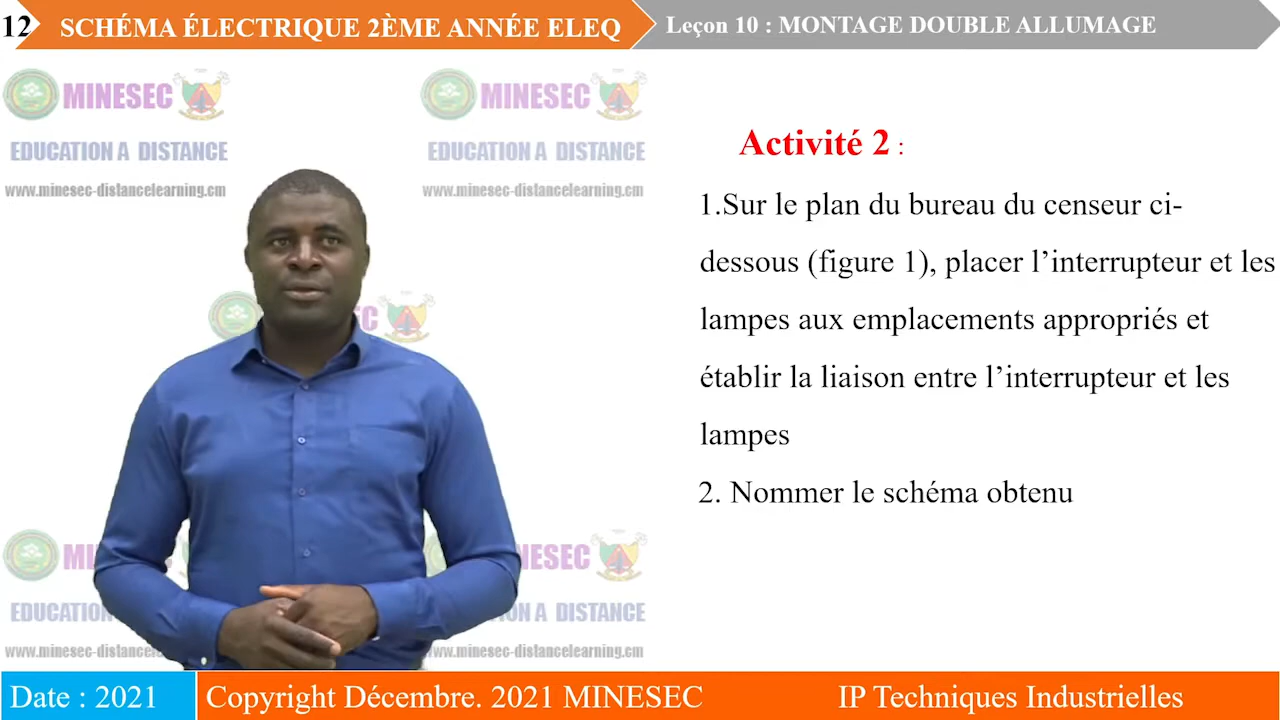 12
SCHÉMA ÉLECTRIQUE 2ÈME ANNÉE ELEQ
Leçon 10 : MONTAGE DOUBLE ALLUMAGE
MINESEC
EDUCATION A DISTANCE
www.minesec-distancelearning.cm
MINESEC
EDUCATION A DISTANCE
www.minesec-distancelearning.cm
Activité 2 :
1.Sur le plan du bureau du censeur ci-
dessous (figure 1), placer l’interrupteur et les
lampes aux emplacements appropriés et
établir la liaison entre l’interrupteur et les
lampes
2. Nommer le schéma obtenu
Date : 2021
Copyright Décembre. 2021 MINESEC
IP Techniques Industrielles